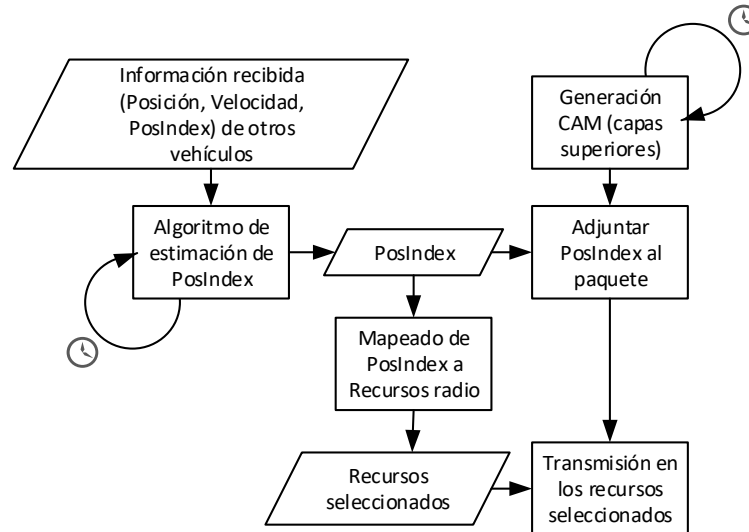 Información recibida
(Posición, Velocidad,
PosIndex) de otros
vehículos
Generación
CAM (capas
superiores)
Algoritmo de
estimación de
PosIndex
PosIndex
Adjuntar
PosIndex al
paquete
Mapeado de
PosIndex a
Recursos radio
Recursos
seleccionados
Transmisión en
los recursos
seleccionados